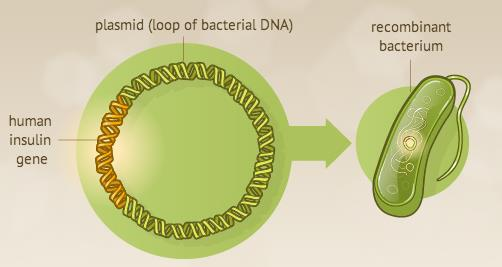 plasmid (loop of bacterial DNA)
recombinant
bacterium
human
insulin
gene